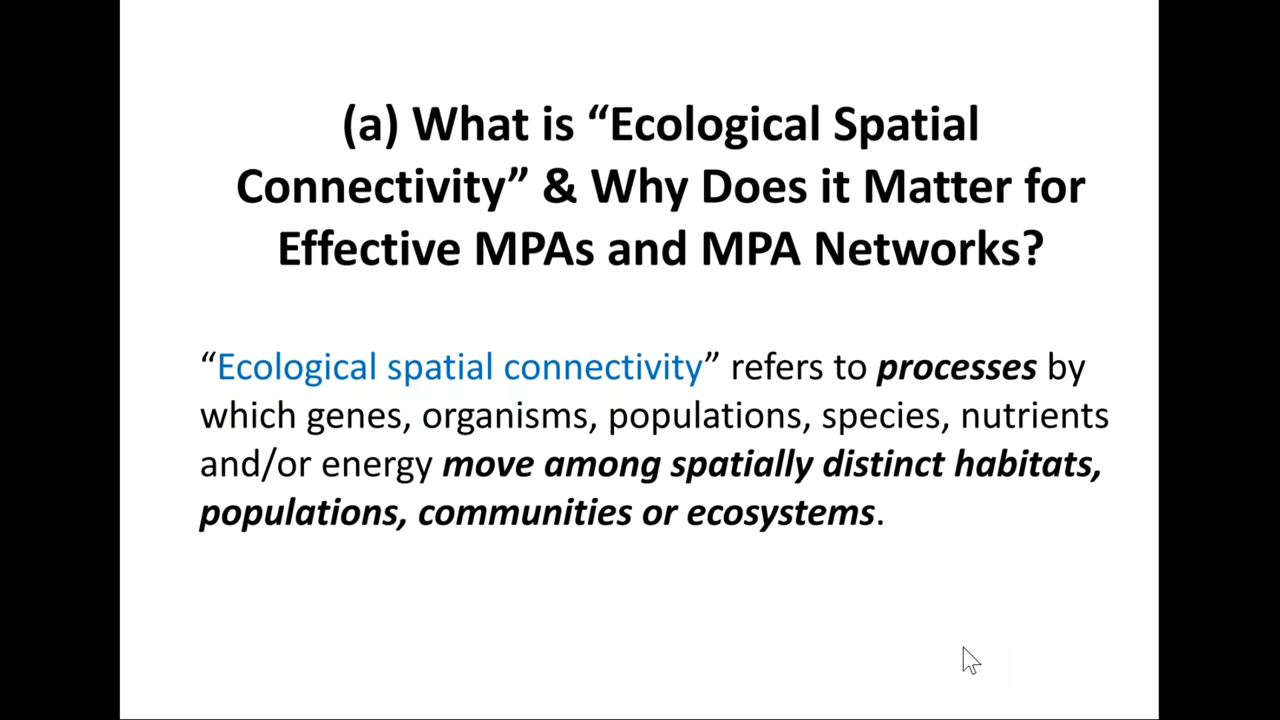 (a) What is “Ecological Spatial
Connectivity” & Why Does it Matter for
Effective MPAs and MPA Networks?
“Ecological spatial connectivity” refers to processes by
which genes, organisms, populations, species, nutrients
and/or energy move among spatially distinct habitats,
populations, communities or ecosystems.